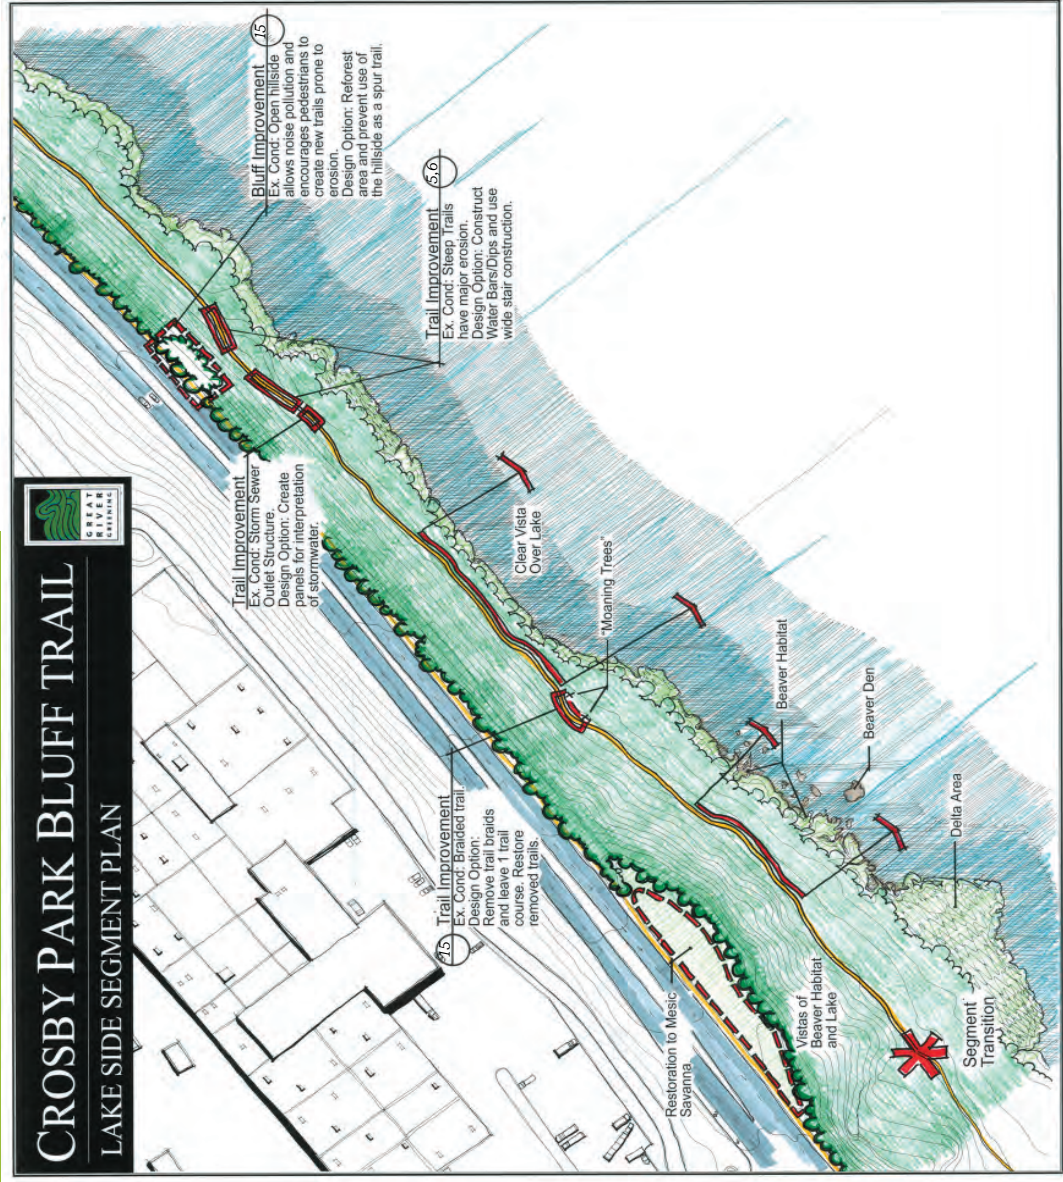 CROSBY PARK BLUFF TRAIL
LAKE SIDE SEGMENT PLAN
GREAT
RIVER
GREENING
Bluff Improvement
15
Ex. Cond: Open hillside
allows noise pollution and
encourages pedestrians to
create new trails prone to
erosion.
Design Option: Reforest
area and prevent use of
the hillside as a spur trail.
Trail Improvement
5,6
Ex. Cond: Steep Trails
have major erosion.
Design Option: Construct
Water Bars/Dips and use
wide stair construction.
Trail Improvement
Ex. Cond: Storm Sewer
Outlet Structure.
Design Option: Create
panels for interpretation
of stormwater.
Clear Vista
Over Lake
"Moaning Trees"
15
Trail Improvement
Ex. Cond: Braided trail.
Design Option:
Remove trail braids
and leave 1 trail
course. Restore
removed trails.
Beaver Habitat
Beaver Den
Delta Area
Restoration to Mesic
Savanna
Vistas of
Beaver Habitat
and Lake
Segment
Transition